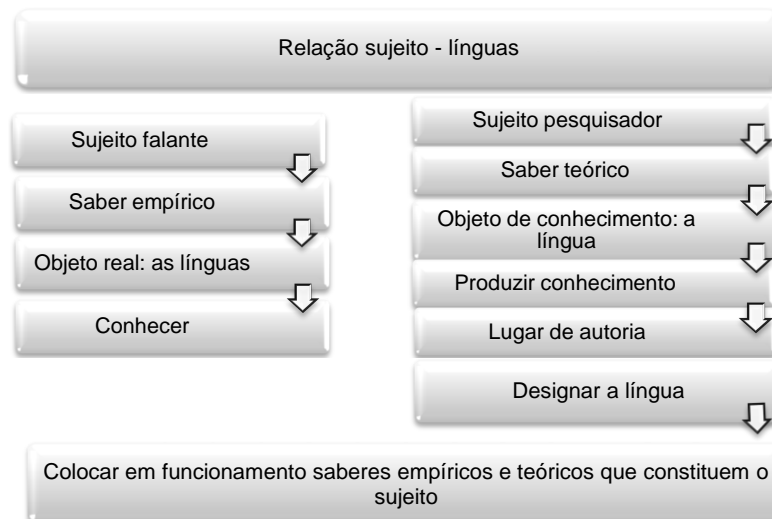 Relação sujeito - línguas
Sujeito falante
Saber empírico
Objeto real: as línguas
Conhecer
Sujeito pesquisador
Saber teórico
Objeto de conhecimento: a
língua
Produzir conhecimento
Lugar de autoria
Designar a língua
Colocar em funcionamento saberes empíricos e teóricos que constituem o
sujeito